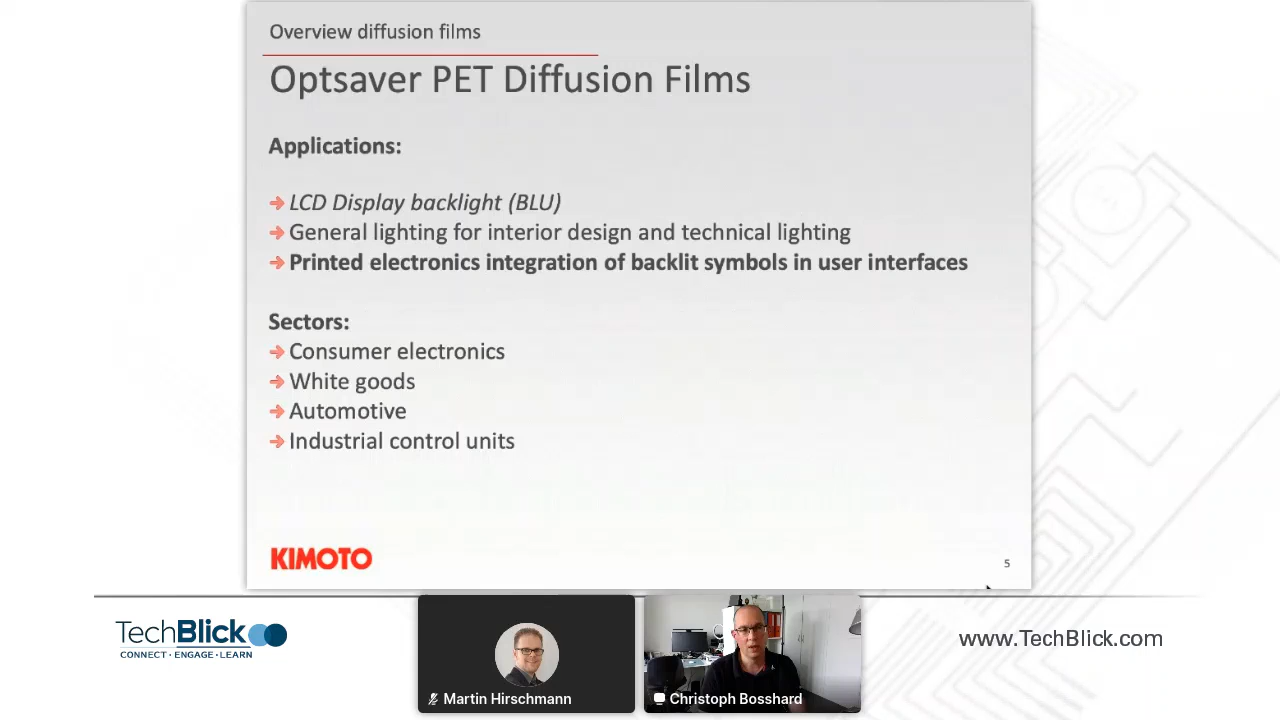 Overview diffusion films
Optsaver PET Diffusion Films
Applications:
LCD Display backlight (BLU)
General lighting for interior design and technical lighting
Printed electronics integration of backlit symbols in user interfaces
Sectors:
Consumer electronics
White goods
Automotive
Industrial control units
KIMOTO
5
TechBlick
CONNECT • ENGAGE • LEARN
Martin Hirschmann
Christoph Bosshard
www.TechBlick.com